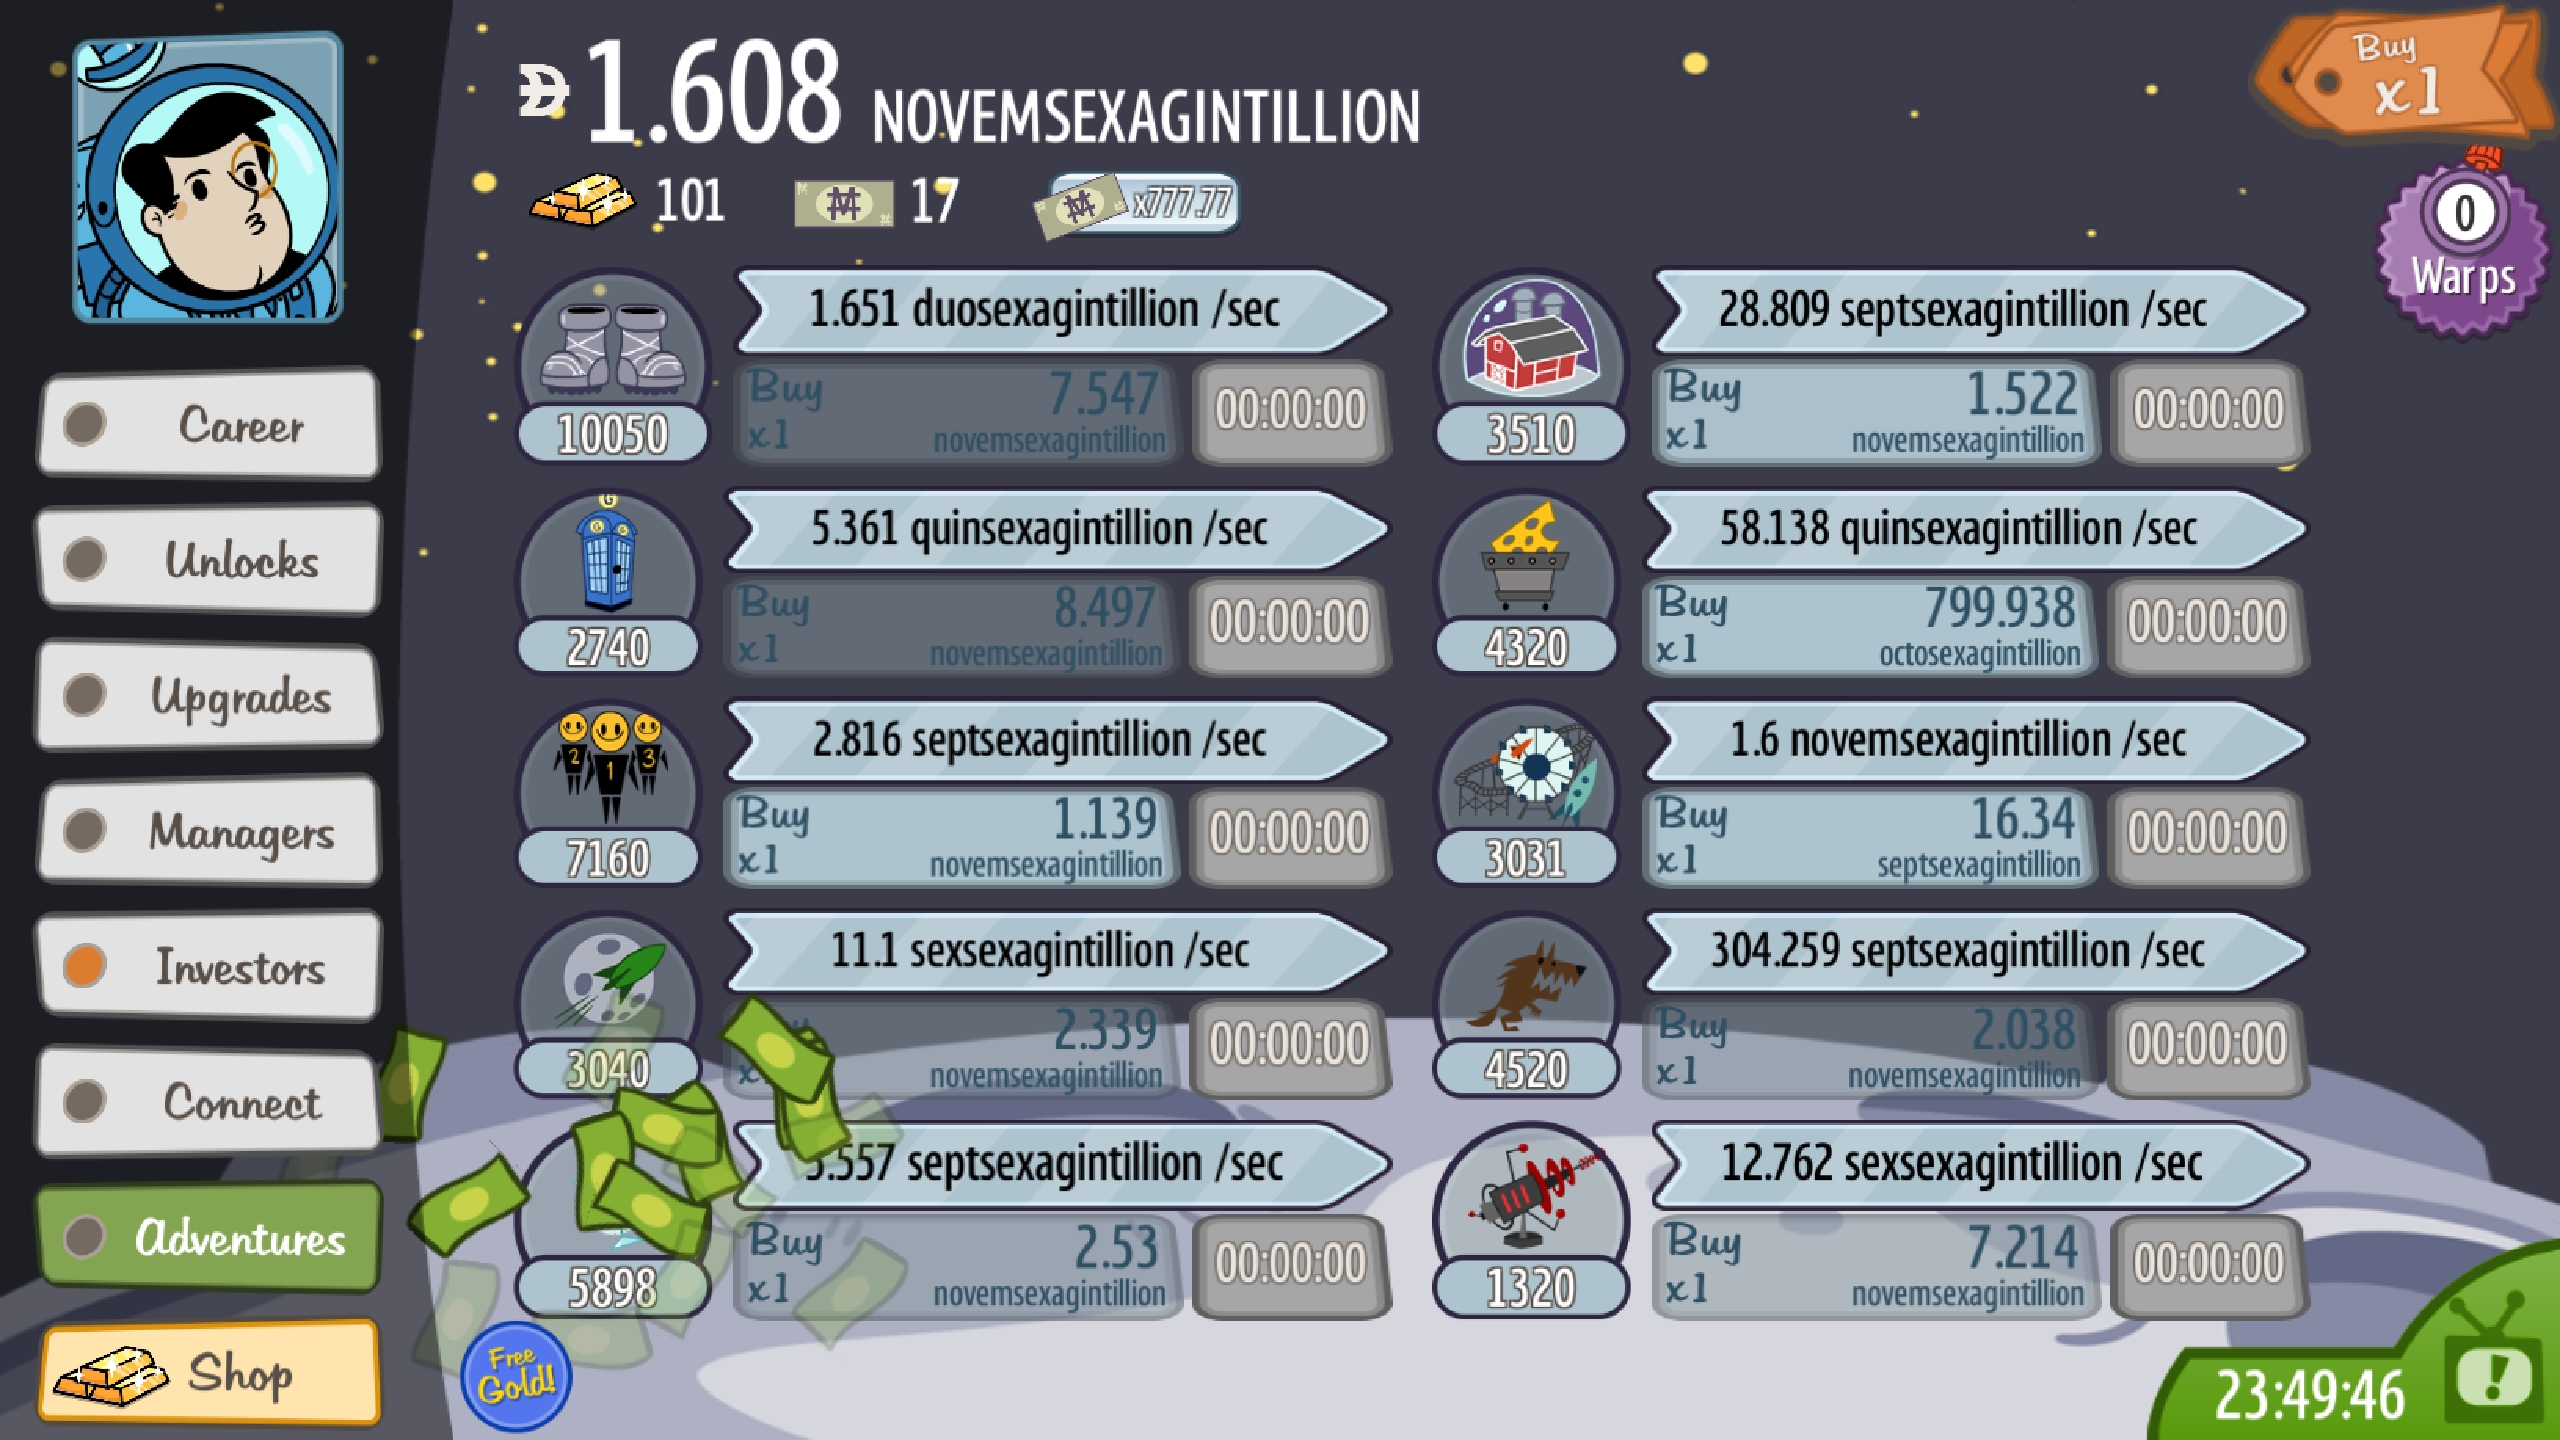 1.608 NOVEMSEXAGINTILLION
101 17 x777.77
Buy
x1
0
Warps
Career
Unlocks
Upgrades
Managers
Investors
Connect
Adventures
Shop
1.651 duosexagintillion /sec
Buy 7.547
x1 novemsexagintillion
00:00:00
10050
5.361 quinsexagintillion /sec
Buy 8.497
x1 novemsexagintillion
00:00:00
2740
2.816 septsexagintillion /sec
Buy 1.139
x1 novemsexagintillion
00:00:00
2 1 3
7160
11.1 sexsexagintillion /sec
2.339
novemsexagintillion
00:00:00
3040
.557 septsexagintillion /sec
Buy 2.53
x1 novemsexagintillion
00:00:00
5898
28.809 septsexagintillion /sec
Buy 1.522
x1 novemsexagintillion
00:00:00
3510
58.138 quinsexagintillion /sec
Buy 799.938
x1 octosexagintillion
00:00:00
4320
1.6 novemsexagintillion /sec
Buy 16.34
x1 septsexagintillion
00:00:00
3031
304.259 septsexagintillion /sec
Buy 2.038
x1 novemsexagintillion
00:00:00
4520
12.762 sexsexagintillion /sec
Buy 7.214
x1 novemsexagintillion
00:00:00
1320
Free
Gold!
23:49:46
!